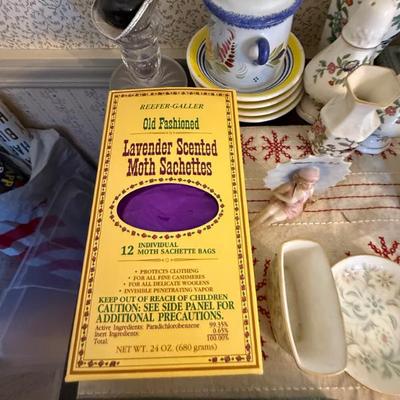 REEFER-GALLER
Old Fashioned
Lavender Scented
Moth Sachettes
12 INDIVIDUAL
MOTH SACHETTE BAGS
• PROTECTS CLOTHING
• FOR ALL FINE CASHMERES
• FOR ALL DELICATE WOOLENS
• INVISIBLE PENETRATING VAPOR
KEEP OUT OF REACH OF CHILDREN
CAUTION: SEE SIDE PANEL FOR
ADDITIONAL PRECAUTIONS.
Active Ingredients: Paradichlorobenzene 99.35%
Inert Ingredients: 0.65%
Total: 100.00%
NET WT. 24 OZ. (680 grams)